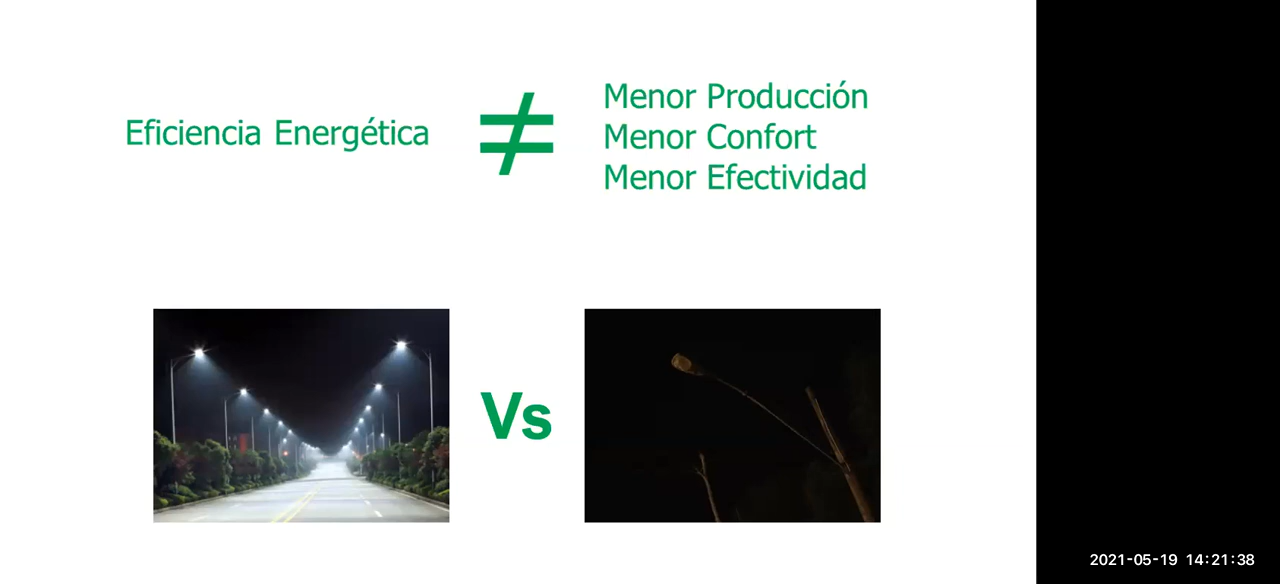 Eficiencia Energética
≠
Menor Producción
Menor Confort
Menor Efectividad
Vs
2021-05-19 14:21:38